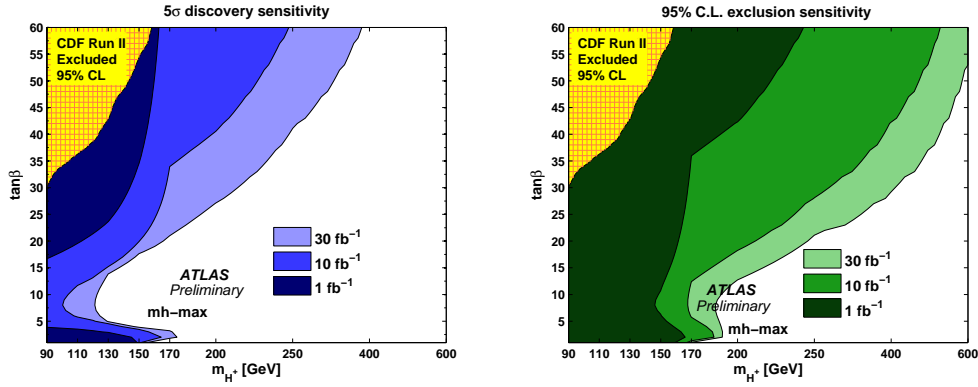 5σ discovery sensitivity
60
55
50
45
40
35
30
25
20
15
10
5
tanβ
CDF Run II
Excluded
95% CL
30 fb⁻¹
10 fb⁻¹
1 fb⁻¹
ATLAS
Preliminary
mh−max
90 110 130 150 170 200 250 400 600
m_H⁺ [GeV]
95% C.L. exclusion sensitivity
60
55
50
45
40
35
30
25
20
15
10
5
tanβ
CDF Run II
Excluded
95% CL
30 fb⁻¹
10 fb⁻¹
1 fb⁻¹
ATLAS
Preliminary
mh−max
90 110 130 150 170 200 250 400 600
m_H⁺ [GeV]